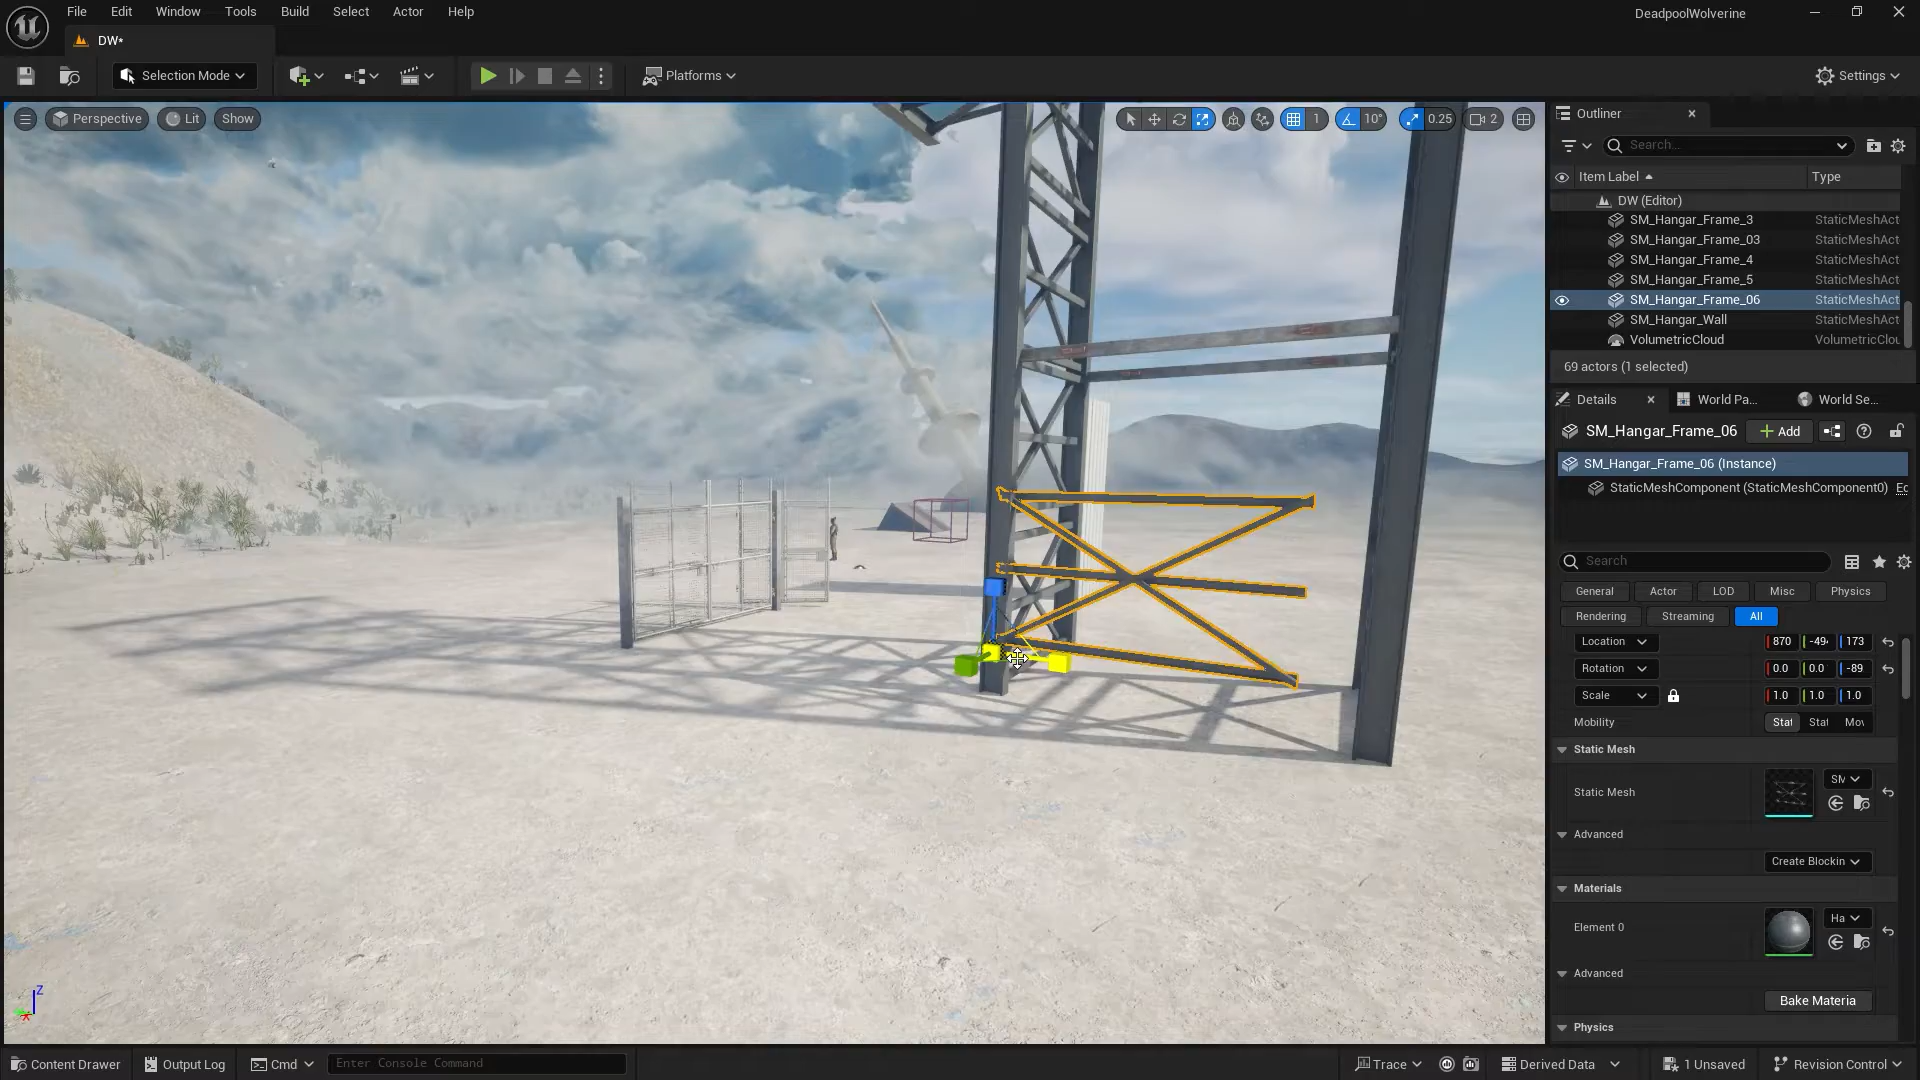 File Edit Window Tools Build Select Actor Help
DeadpoolWolverine
DW*
Selection Mode
Platforms
Settings
Perspective
Lit
Show
1
10°
0.25
2
Outliner
Search...
Item Label
Type
DW (Editor)
SM_Hangar_Frame_3 StaticMeshAct
SM_Hangar_Frame_03 StaticMeshAct
SM_Hangar_Frame_4 StaticMeshAct
SM_Hangar_Frame_5 StaticMeshAct
SM_Hangar_Frame_06 StaticMeshAct
SM_Hangar_Wall StaticMeshAct
VolumetricCloud VolumetricClou
69 actors (1 selected)
Details
World Pa...
World Se...
SM_Hangar_Frame_06
Add
SM_Hangar_Frame_06 (Instance)
StaticMeshComponent (StaticMeshComponent0) Ec
Search
General Actor LOD Misc Physics
Rendering Streaming All
Location 870 -49 173
Rotation 0.0 0.0 -89
Scale 1.0 1.0 1.0
Mobility Stat Stat Mov
Static Mesh
Static Mesh SM
Advanced
Create Blockin
Materials
Element 0 Ha
Advanced
Bake Materia
Physics
Z
Content Drawer
Output Log
Cmd
Enter Console Command
Trace
Derived Data
1 Unsaved
Revision Control